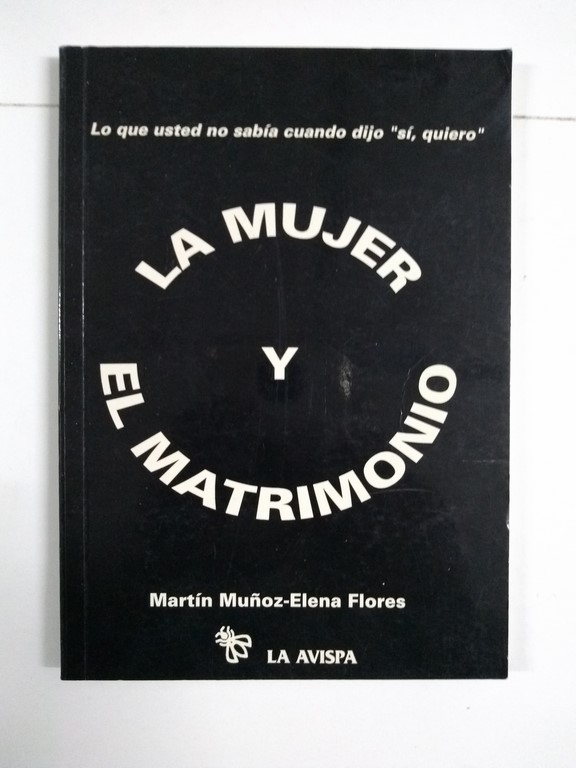 Lo que usted no sabía cuando dijo "sí, quiero"
LA MUJER
Y
EL MATRIMONIO
Martín Muñoz-Elena Flores
LA AVISPA